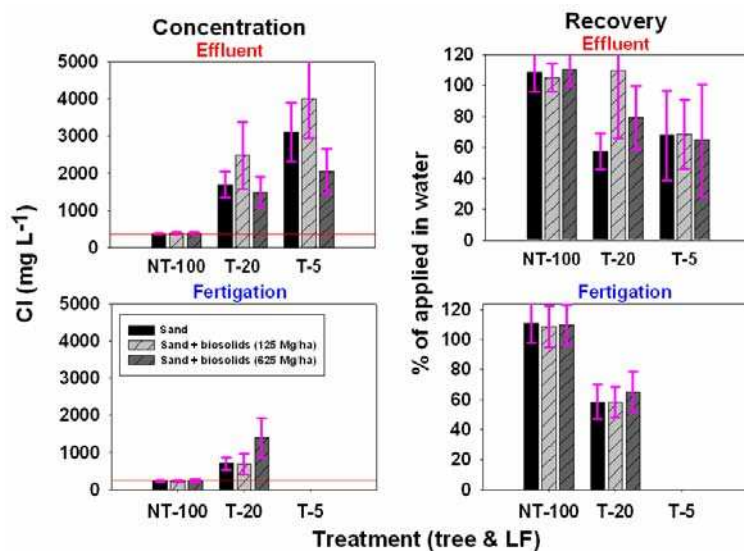 Concentration
Effluent
Cl (mg L-1)
5000
4000
3000
2000
1000
0
NT-100 T-20 T-5
Fertigation
5000
4000
3000
2000
1000
0
Sand
Sand + biosolids (125 Mg/ha)
Sand + biosolids (625 Mg/ha)
NT-100 T-20 T-5
Recovery
Effluent
% of applied in water
120
100
80
60
40
20
0
NT-100 T-20 T-5
Fertigation
120
100
80
60
40
20
0
NT-100 T-20 T-5
Treatment (tree & LF)